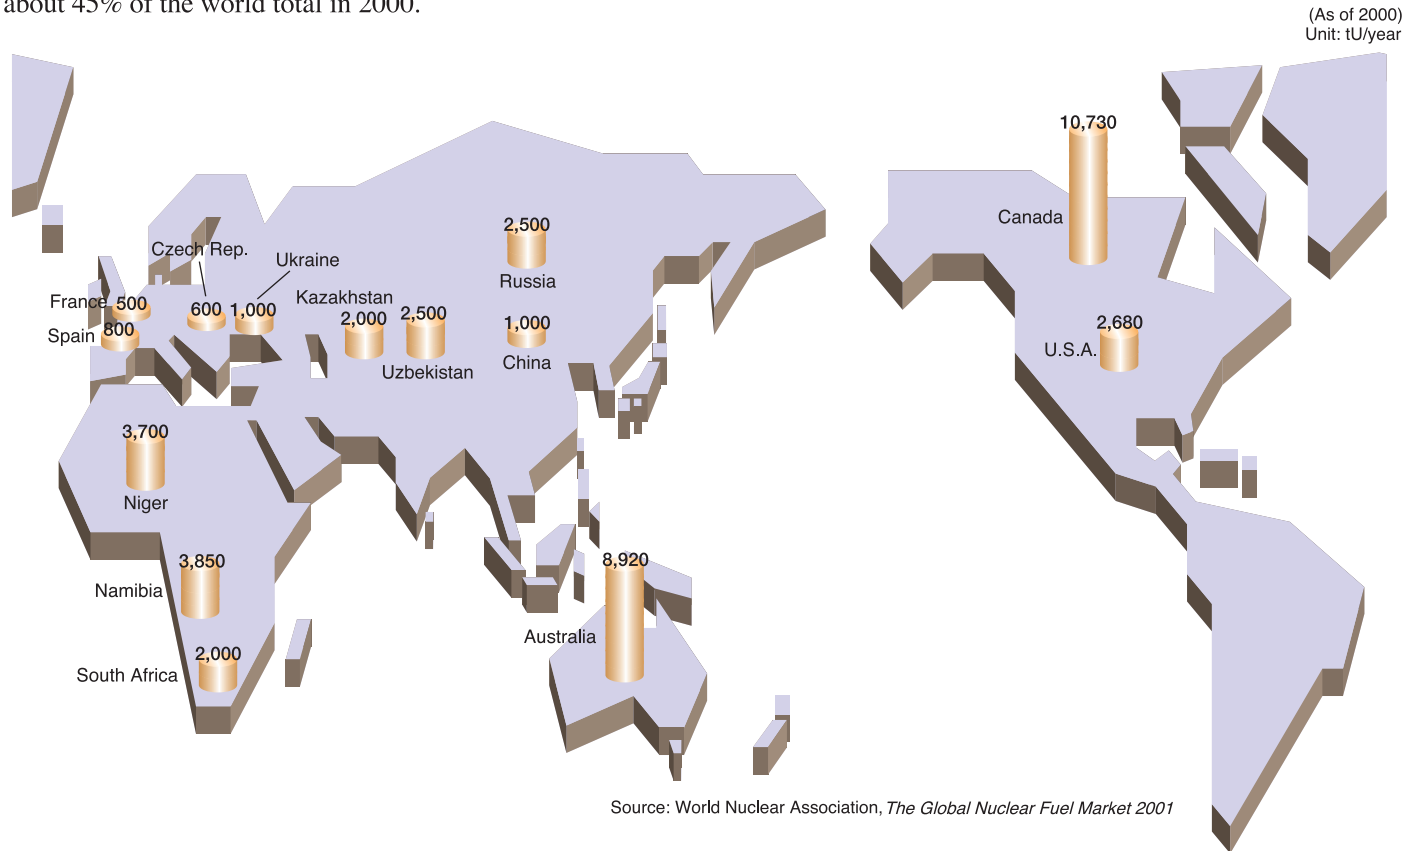 about 45% of the world total in 2000.
(As of 2000)
Unit: tU/year
10,730
Canada
2,500
Russia
Czech Rep.
Ukraine
Kazakhstan
France 500
600
1,000
2,000
2,500
1,000
Spain 800
2,680
U.S.A.
China
Uzbekistan
3,700
Niger
3,850
Namibia
8,920
Australia
2,000
South Africa
Source: World Nuclear Association, The Global Nuclear Fuel Market 2001